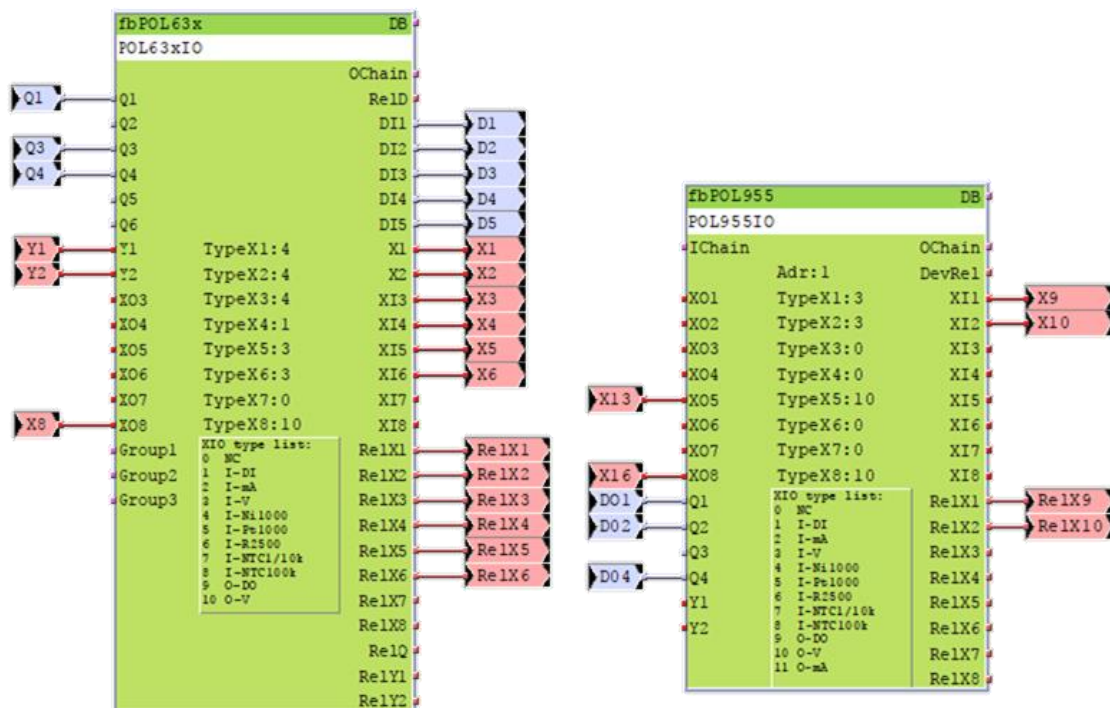 fbPOL63x DB
POL63xIO
OChain
Q1 Q1 RelD
Q2 DI1 D1
Q3 Q3 DI2 D2
Q4 Q4 DI3 D3
Q5 DI4 D4
Q6 DI5 D5
Y1 Y1 TypeX1:4 X1 X1
Y2 Y2 TypeX2:4 X2 X2
XO3 TypeX3:4 XI3 X3
XO4 TypeX4:1 XI4 X4
XO5 TypeX5:3 XI5 X5
XO6 TypeX6:3 XI6 X6
XO7 TypeX7:0 XI7
X8 XO8 TypeX8:10 XI8
Group1 RelX1 RelX1
Group2 RelX2 RelX2
Group3 RelX3 RelX3
RelX4 RelX4
RelX5 RelX5
RelX6 RelX6
RelX7
RelX8
RelQ
RelY1
RelY2
XIO type list:
0 NC
1 I-DI
2 I-mA
3 I-V
4 I-Ni1000
5 I-Pt1000
6 I-R2500
7 I-NTC1/10k
8 I-NTC100k
9 O-DO
10 O-V
fbPOL955 DB
POL955IO
IChain OChain
Adr:1 DevRel
XO1 TypeX1:3 XI1 X9
XO2 TypeX2:3 XI2 X10
XO3 TypeX3:0 XI3
XO4 TypeX4:0 XI4
X13 XO5 TypeX5:10 XI5
XO6 TypeX6:0 XI6
XO7 TypeX7:0 XI7
X16 XO8 TypeX8:10 XI8
DO1 Q1 RelX1 RelX9
DO2 Q2 RelX2 RelX10
Q3 RelX3
DO4 Q4 RelX4
Y1 RelX5
Y2 RelX6
RelX7
RelX8
XIO type list:
0 NC
1 I-DI
2 I-mA
3 I-V
4 I-Ni1000
5 I-Pt1000
6 I-R2500
7 I-NTC1/10k
8 I-NTC100k
9 O-DO
10 O-V
11 O-mA